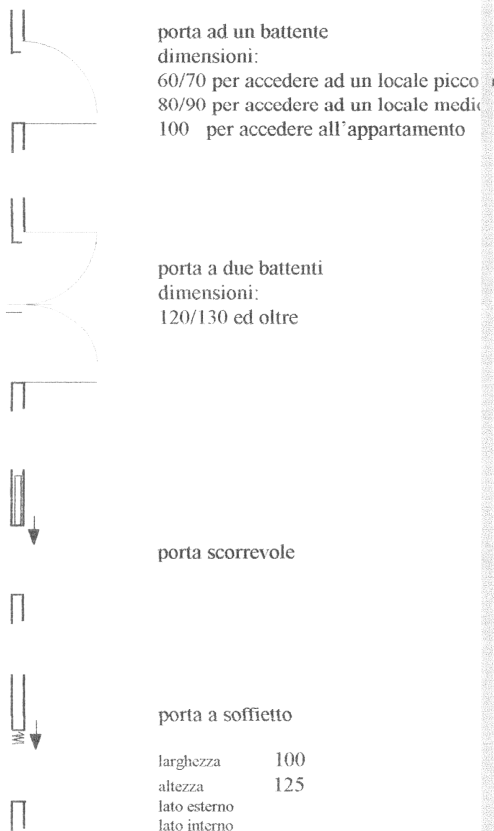 porta ad un battente
dimensioni:
60/70 per accedere ad un locale picco
80/90 per accedere ad un locale medi
100 per accedere all'appartamento
porta a due battenti
dimensioni:
120/130 ed oltre
porta scorrevole
porta a soffietto
larghezza 100
altezza 125
lato esterno
lato interno